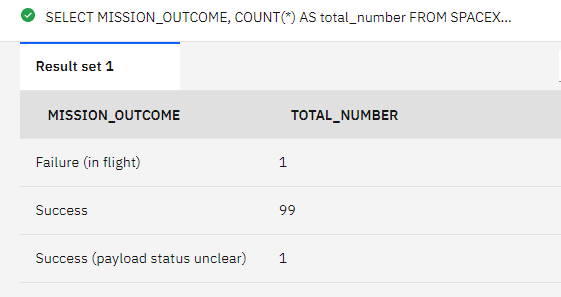 SELECT MISSION_OUTCOME, COUNT(*) AS total_number FROM SPACEX...
Result set 1
MISSION_OUTCOME TOTAL_NUMBER
Failure (in flight) 1
Success 99
Success (payload status unclear) 1